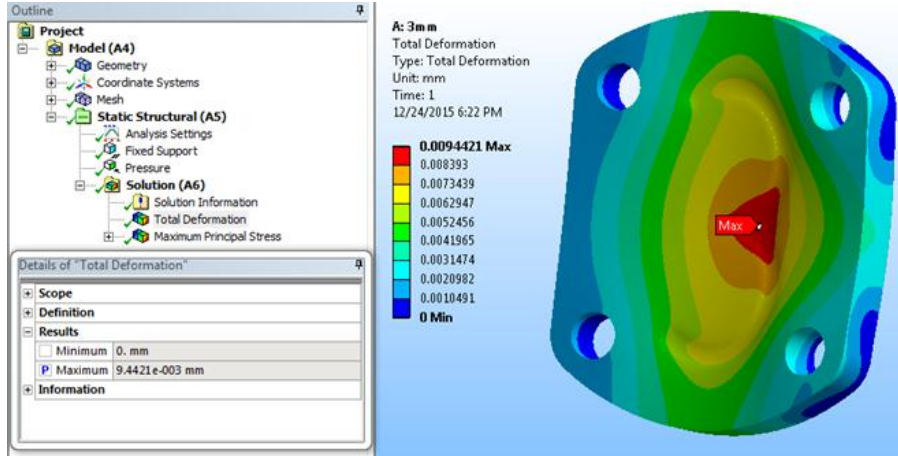 Outline
Project
Model (A4)
Geometry
Coordinate Systems
Mesh
Static Structural (A5)
Analysis Settings
Fixed Support
Pressure
Solution (A6)
Solution Information
Total Deformation
Maximum Principal Stress
Details of "Total Deformation"
Scope
Definition
Results
Minimum 0. mm
P Maximum 9.4421e-003 mm
Information
A: 3mm
Total Deformation
Type: Total Deformation
Unit: mm
Time: 1
12/24/2015 6:22 PM
0.0094421 Max
0.008393
0.0073439
0.0062947
0.0052456
0.0041965
0.0031474
0.0020982
0.0010491
0 Min
Max